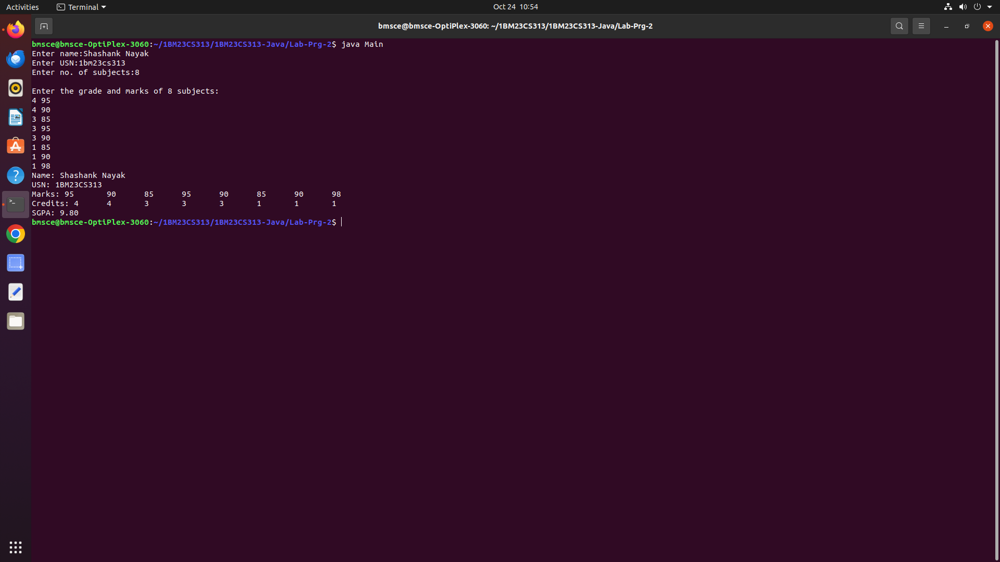 Activities Terminal Oct 24 10:54
bmsce@bmsce-OptiPlex-3060: ~/1BM23CS313/1BM23CS313-Java/Lab-Prg-2
bmsce@bmsce-OptiPlex-3060:~/1BM23CS313/1BM23CS313-Java/Lab-Prg-2$ java Main
Enter name:Shashank Nayak
Enter USN:1bm23cs313
Enter no. of subjects:8
Enter the grade and marks of 8 subjects:
4 95
4 90
3 85
3 95
3 90
1 85
1 90
1 98
Name: Shashank Nayak
USN: 1BM23CS313
Marks: 95 90 85 95 90 85 90 98
Credits: 4 4 3 3 3 1 1 1
SGPA: 9.80
bmsce@bmsce-OptiPlex-3060:~/1BM23CS313/1BM23CS313-Java/Lab-Prg-2$